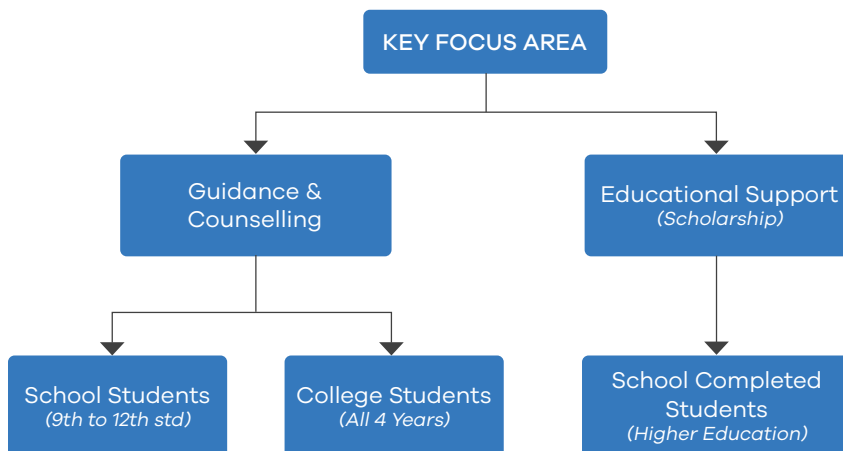 KEY FOCUS AREA
Guidance &
Counselling
Educational Support
(Scholarship)
School Students
(9th to 12th std)
College Students
(All 4 Years)
School Completed
Students
(Higher Education)